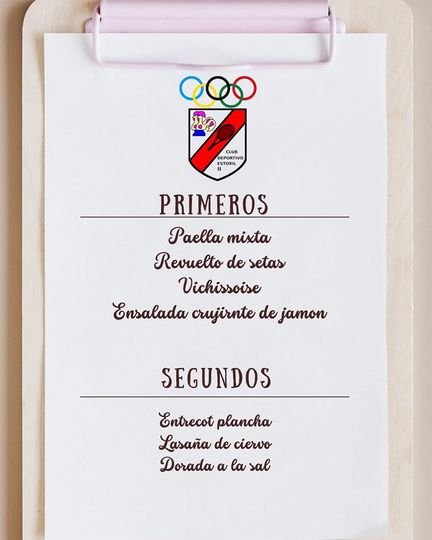 CLUB
DEPORTIVO
ESTORIL
II
PRIMEROS
Paella mixta
Revuelto de setas
Vichissoise
Ensalada crujirnte de jamon
SEGUNDOS
Entrecot plancha
Lasaña de ciervo
Dorada a la sal